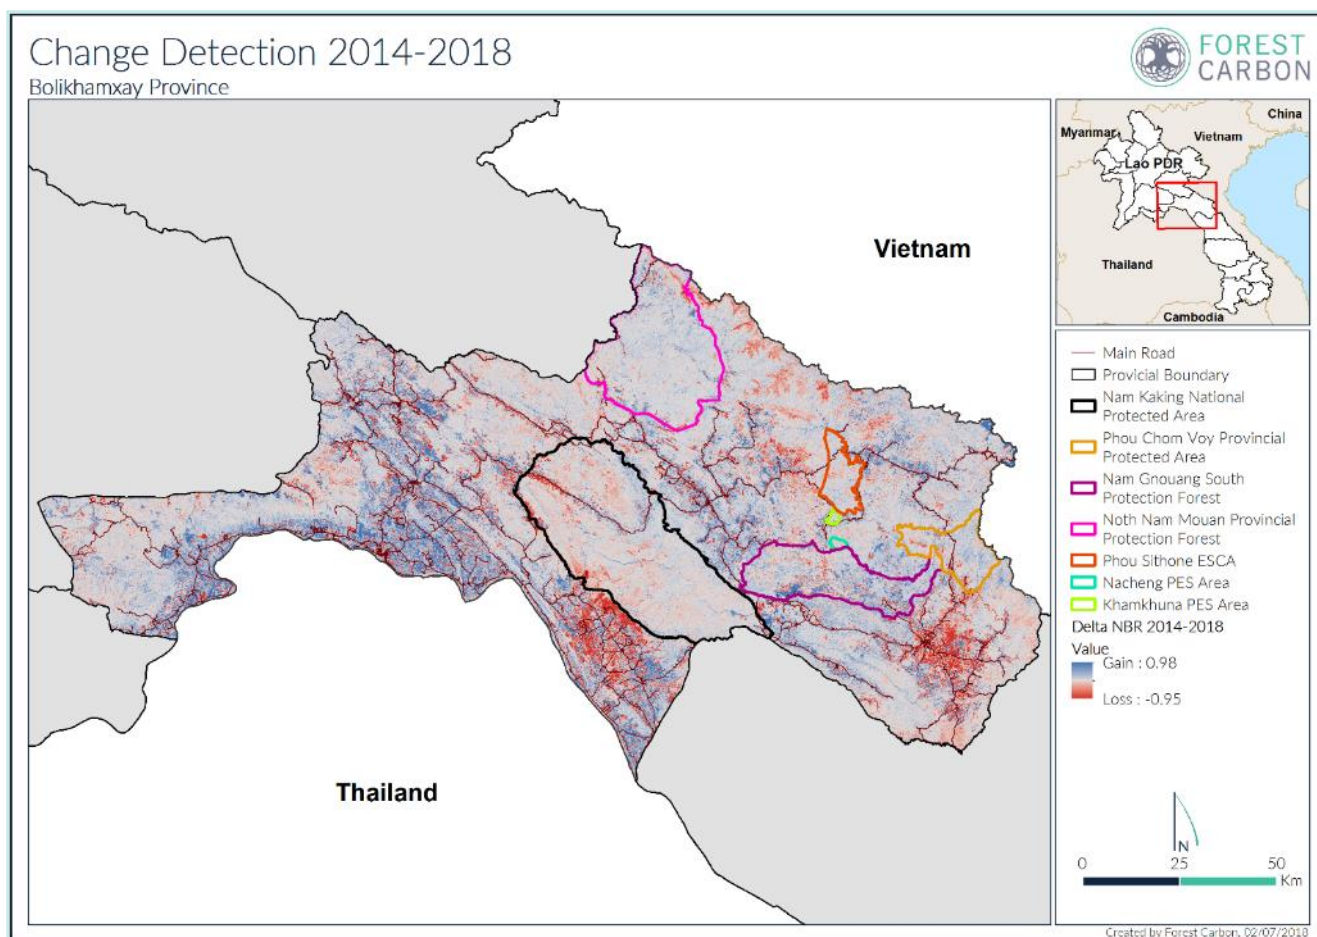 Change Detection 2014-2018
Bolikhamxay Province
FOREST
CARBON
Vietnam
Thailand
China
Myanmar
Vietnam
Lao PDR
Thailand
Cambodia
Main Road
Provicial Boundary
Nam Kaking National
Protected Area
Phou Chom Voy Provincial
Protected Area
Nam Gnouang South
Protection Forest
Noth Nam Mouan Provincial
Protection Forest
Phou Sithone ESCA
Nacheng PES Area
Khamkhuna PES Area
Delta NBR 2014-2018
Value
Gain : 0.98
Loss : -0.95
N
0 25 50
Km
Created by Forest Carbon, 02/07/2018